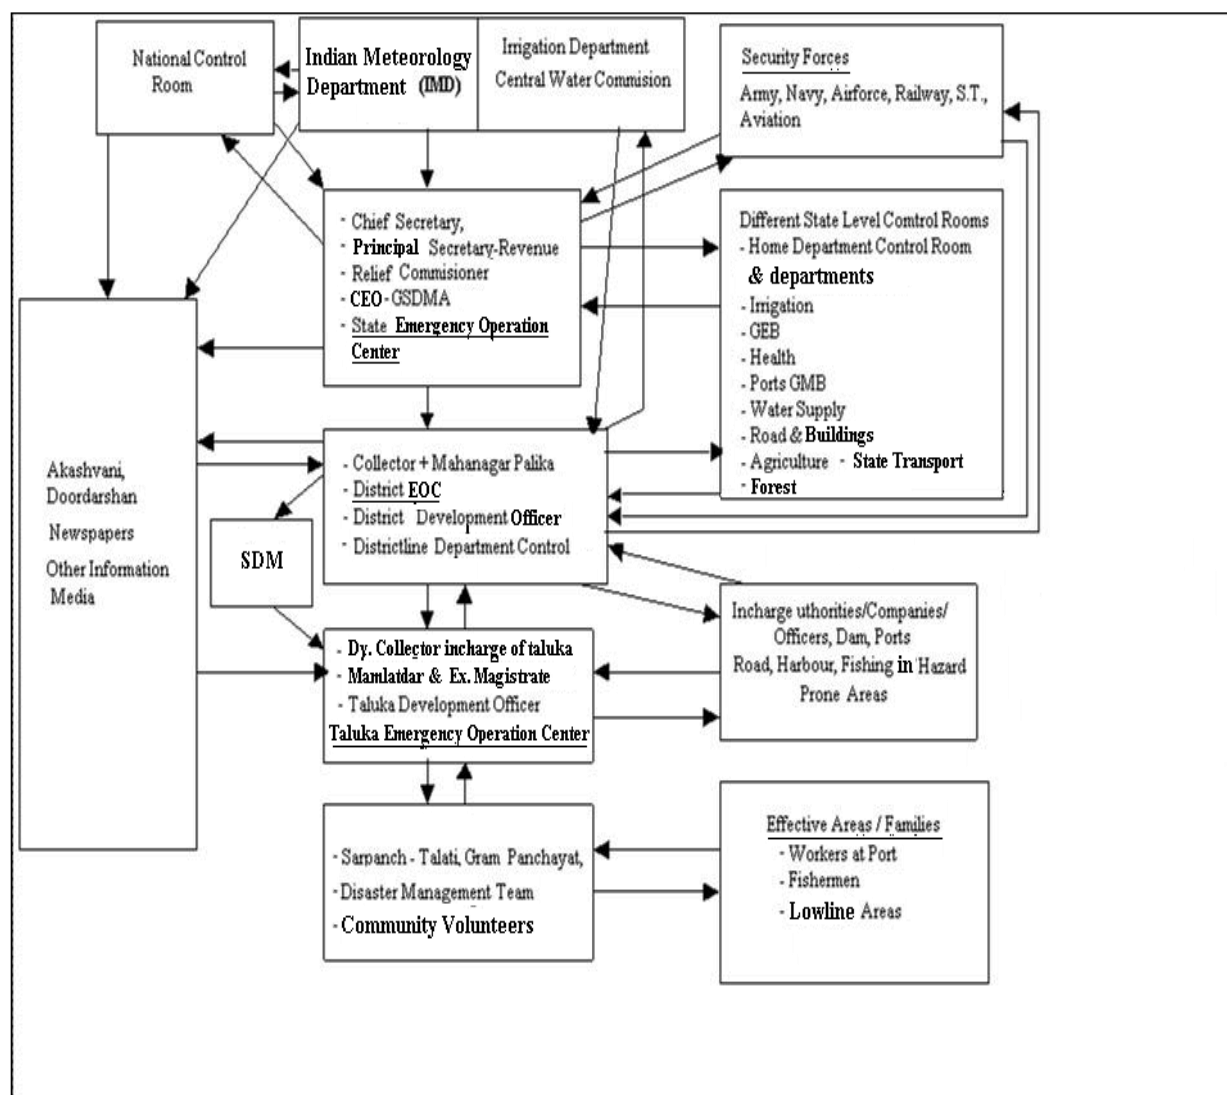 National Control
Room
Indian Meteorology
Department (IMD)
Irrigation Department
Central Water Commision
Security Forces
Army, Navy, Airforce, Railway, S.T.,
Aviation
- Chief Secretary,
- Principal Secretary-Revenue
- Relief Commisioner
- CEO - GSDMA
- State Emergency Operation
Center
Different State Level Comtrol Rooms
- Home Department Control Room
& departments
- Irrigation
- GEB
- Health
- Ports GMB
- Water Supply
- Road & Buildings
- Agriculture - State Transport
- Forest
Akashvani,
Doordarshan
Newspapers
Other Information
Media
- Collector + Mahanagar Palika
- District EOC
- District Development Officer
- Districtline Department Control
SDM
- Dy. Collector incharge of taluka
- Mamlatdar & Ex. Magistrate
- Taluka Development Officer
Taluka Emergency Operation Center
Incharge uthorities/Companies/
Officers, Dam, Ports
Road, Harbour, Fishing in Hazard
Prone Areas
- Sarpanch - Talati, Gram Panchayat,
- Disaster Management Team
- Community Volunteers
Effective Areas / Families
- Workers at Port
- Fishermen
- Lowline Areas